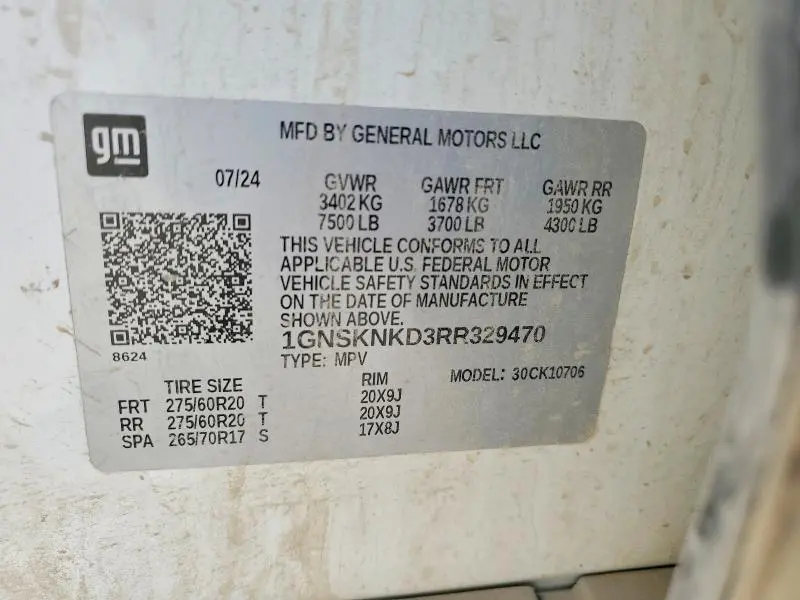 gm
MFD BY GENERAL MOTORS LLC
07/24
GVWR GAWR FRT GAWR RR
3402 KG 1678 KG 1950 KG
7500 LB 3700 LB 4300 LB
THIS VEHICLE CONFORMS TO ALL
APPLICABLE U.S. FEDERAL MOTOR
VEHICLE SAFETY STANDARDS IN EFFECT
ON THE DATE OF MANUFACTURE
SHOWN ABOVE.
1GNSKNKD3RR329470
8624
TYPE: MPV
MODEL: 30CK10706
TIRE SIZE RIM
FRT 275/60R20 T 20X9J
RR 275/60R20 T 20X9J
SPA 265/70R17 S 17X8J